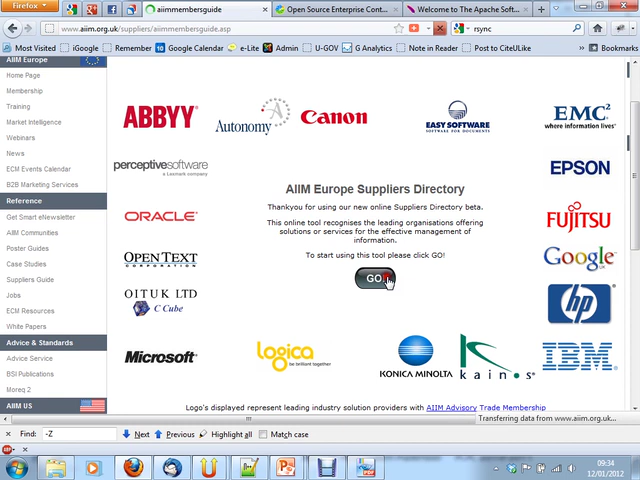 Firefox
aiimmembersguide
Open Source Enterprise Cont...
Welcome to The Apache Soft...
www.aiim.org.uk/suppliers/aiimmembersguide.asp
rsync
Most Visited
iGoogle
Remember
Google Calendar
e-Lite
Admin
U-GOV
G Analytics
Note in Reader
Post to CiteULike
Bookmarks
AIIM Europe
Home Page
Membership
Training
Market Intelligence
Webinars
News
ECM Events Calendar
B2B Marketing Services
Reference
Get Smart eNewsletter
AIIM Communities
Poster Guides
Case Studies
Suppliers Guide
Jobs
ECM Resources
White Papers
Advice & Standards
Advice Service
BSI Publications
Moreq 2
AIIM US
ABBYY
Autonomy
Canon
EASY SOFTWARE
SOFTWARE FOR DOCUMENTS
EMC²
where information lives®
perceptivesoftware
a Lexmark company
EPSON
ORACLE
FUJITSU
OPEN TEXT
CORPORATION
Google
OITUK LTD
C Cube
hp
Microsoft
logica
be brilliant together
KONICA MINOLTA
kainos
IBM
AIIM Europe Suppliers Directory
Thankyou for using our new online Suppliers Directory beta.
This online tool recognises the leading organisations offering
solutions or services for the effective management of
information.
To start using this tool please click GO!
GO!
Logo's displayed represent leading industry solution providers with AIIM Advisory Trade Membership
Transferring data from www.aiim.org.uk...
Find: -Z
Next
Previous
Highlight all
Match case
ABP
09:34
12/01/2012